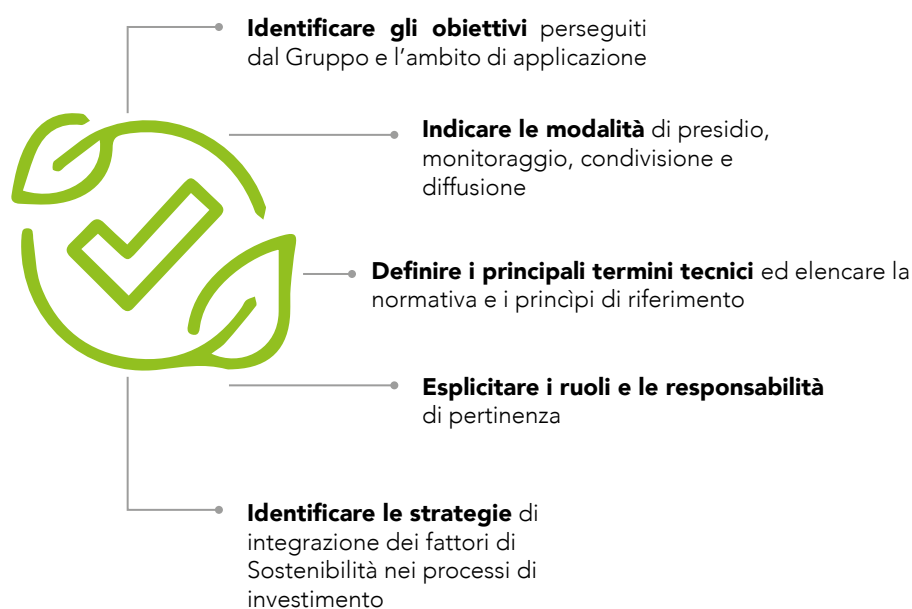 Identificare gli obiettivi perseguiti
dal Gruppo e l’ambito di applicazione
Indicare le modalità di presidio,
monitoraggio, condivisione e
diffusione
Definire i principali termini tecnici ed elencare la
normativa e i princìpi di riferimento
Esplicitare i ruoli e le responsabilità
di pertinenza
Identificare le strategie di
integrazione dei fattori di
Sostenibilità nei processi di
investimento